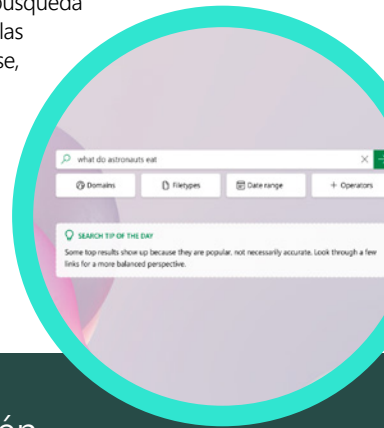 búsqueda
las
se,
what do astronauts eat
Domains
Filetypes
Date range
+ Operators
SEARCH TIP OF THE DAY
Some top results show up because they are popular, not necessarily accurate. Look through a few
links for a more balanced perspective.
ón